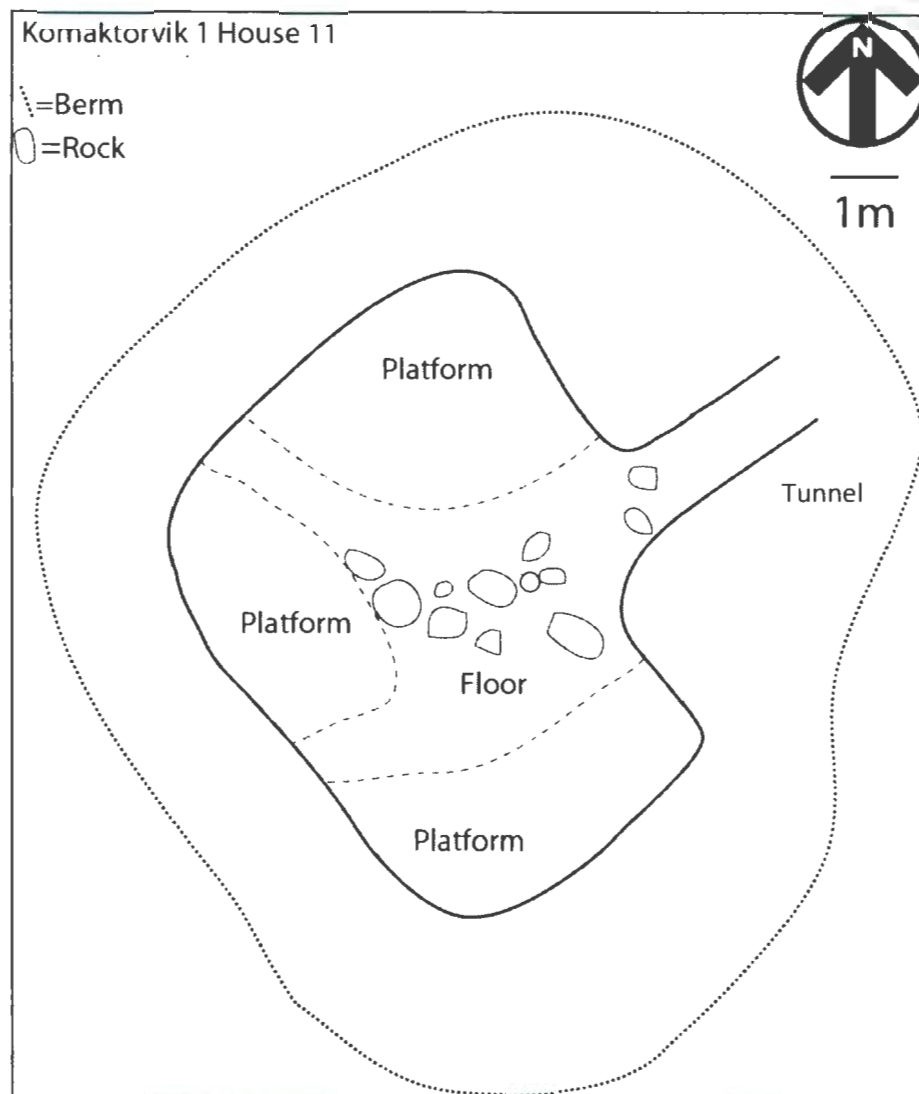 Komaktorvik 1 House 11
=Berm
=Rock
N
1m
Platform
Tunnel
Platform
Floor
Platform